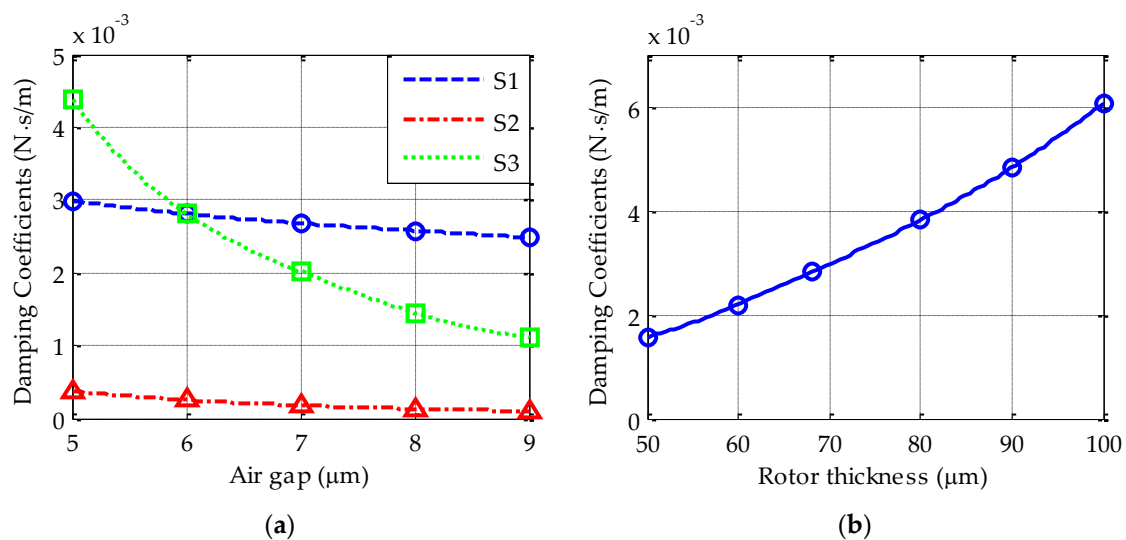 x 10⁻³
5
4
3
2
1
0
5 6 7 8 9
Damping Coefficients (N·s/m)
Air gap (µm)
S1
S2
S3
(a)
x 10⁻³
6
4
2
0
50 60 70 80 90 100
Damping Coefficients (N·s/m)
Rotor thickness (µm)
(b)